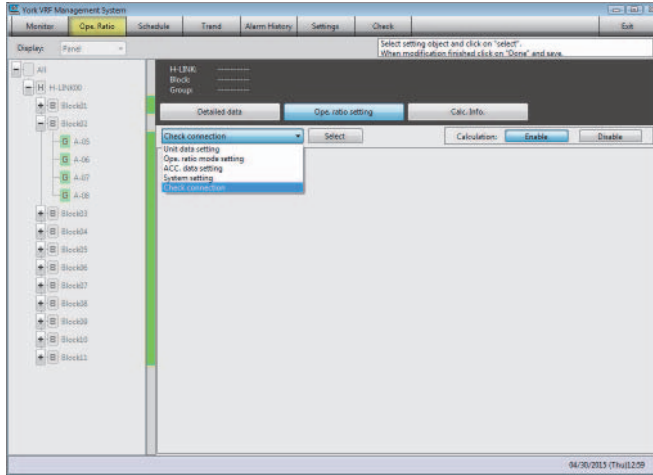 York VRF Management System
Monitor Ope. Ratio Schedule Trend Alarm History Settings Check Exit
Display: Panel
Select setting object and click on "select".
When modification finished click on "Done" and save.
All
H H-LINK00
B Block01
B Block02
G A-05
G A-06
G A-07
G A-08
B Block03
B Block04
B Block05
B Block06
B Block07
B Block08
B Block09
B Block10
B Block11
H-LINK: ----------
Block: ----------
Group: ----------
Detailed data Ope. ratio setting Calc. Info.
Check connection Select Calculation: Enable Disable
Unit data setting
Ope. ratio mode setting
ACC. data setting
System setting
Check connection
04/30/2015 (Thu)12:59